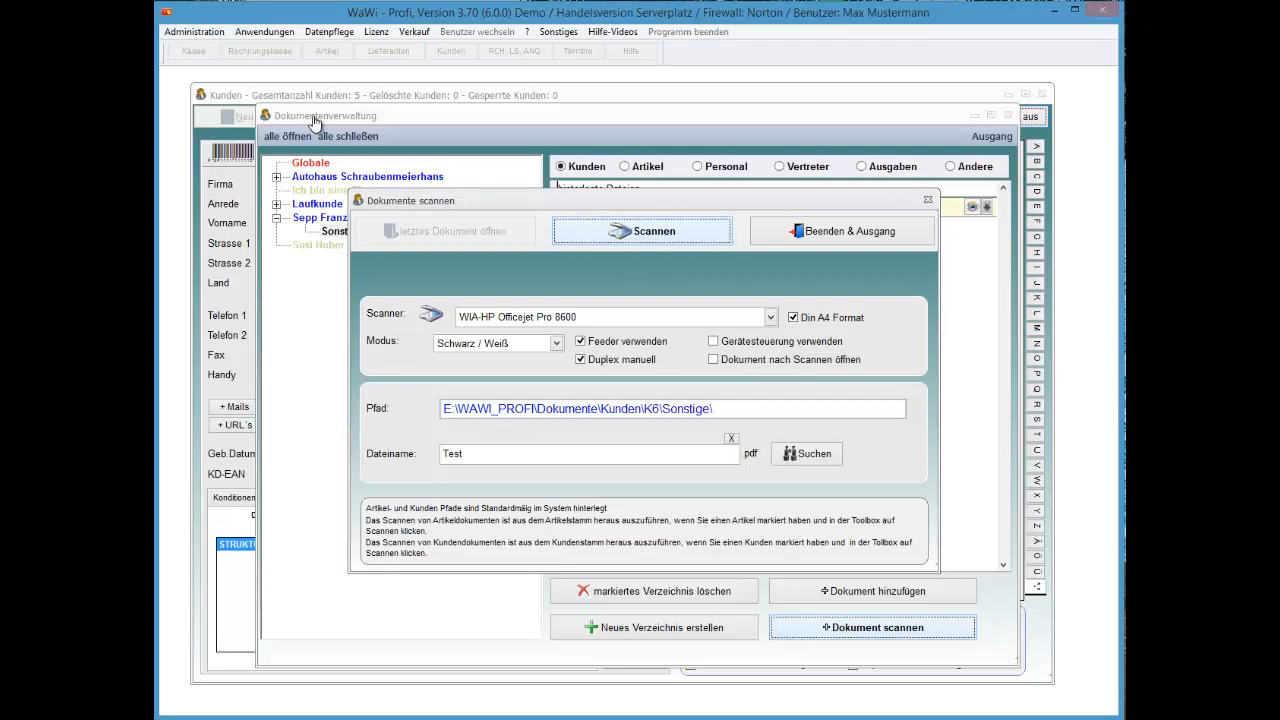 WaWi - Profi, Version 3.70 (6.0.0) Demo / Handelsversion Serverplatz / Firewall: Norton / Benutzer: Max Mustermann
Administration Anwendungen Datenpflege Lizenz Verkauf Benutzer wechseln ? Sonstiges Hilfe-Videos Programm beenden
Kasse Rechnungskasse Artikel Lieferanten Kunden RCH, LS, ANG Termine Hilfe
Kunden - Gesamtanzahl Kunden: 5 - Gelöschte Kunden: 0 - Gesperrte Kunden: 0
Neu
aus
Dokumentenverwaltung
alle öffnen alle schließen Ausgang
Globale
Autohaus Schraubenmeierhans
Ich bin
Laufkunde
Sepp Franz
Sonst
Susi Huber
Kunden Artikel Personal Vertreter Ausgaben Andere
Firma
Anrede
Vorname
Strasse 1
Strasse 2
Land
Telefon 1
Telefon 2
Fax
Handy
+ Mails
+ URL´s
Geb.Datum
KD-EAN
Konditionen
STRUKT
Dokumente scannen
letztes Dokument öffnen Scannen Beenden & Ausgang
Scanner: WIA-HP Officejet Pro 8600 Din A4 Format
Modus: Schwarz / Weiß Feeder verwenden Gerätesteuerung verwenden
Duplex manuell Dokument nach Scannen öffnen
Pfad: E:\WAWI_PROFI\Dokumente\Kunden\K6\Sonstige\
X
Dateiname: Test pdf Suchen
Artikel- und Kunden Pfade sind Standardmäig im System hinterlegt
Das Scannen von Artikeldokumenten ist aus dem Artikelstamm heraus auszuführen, wenn Sie einen Artikel markiert haben und in der Toolbox auf
Scannen klicken.
Das Scannen von Kundendokumenten ist aus dem Kundenstamm heraus auszuführen, wenn Sie einen Kunden markiert haben und in der Tollbox auf
Scannen klicken.
markiertes Verzeichnis löschen Dokument hinzufügen
Neues Verzeichnis erstellen Dokument scannen
A
B
C
D
E
F
G
H
I
J
K
L
M
N
O
P
Q
R
S
T
U
V
W
X
Y
Z
Ä
Ö
Ü